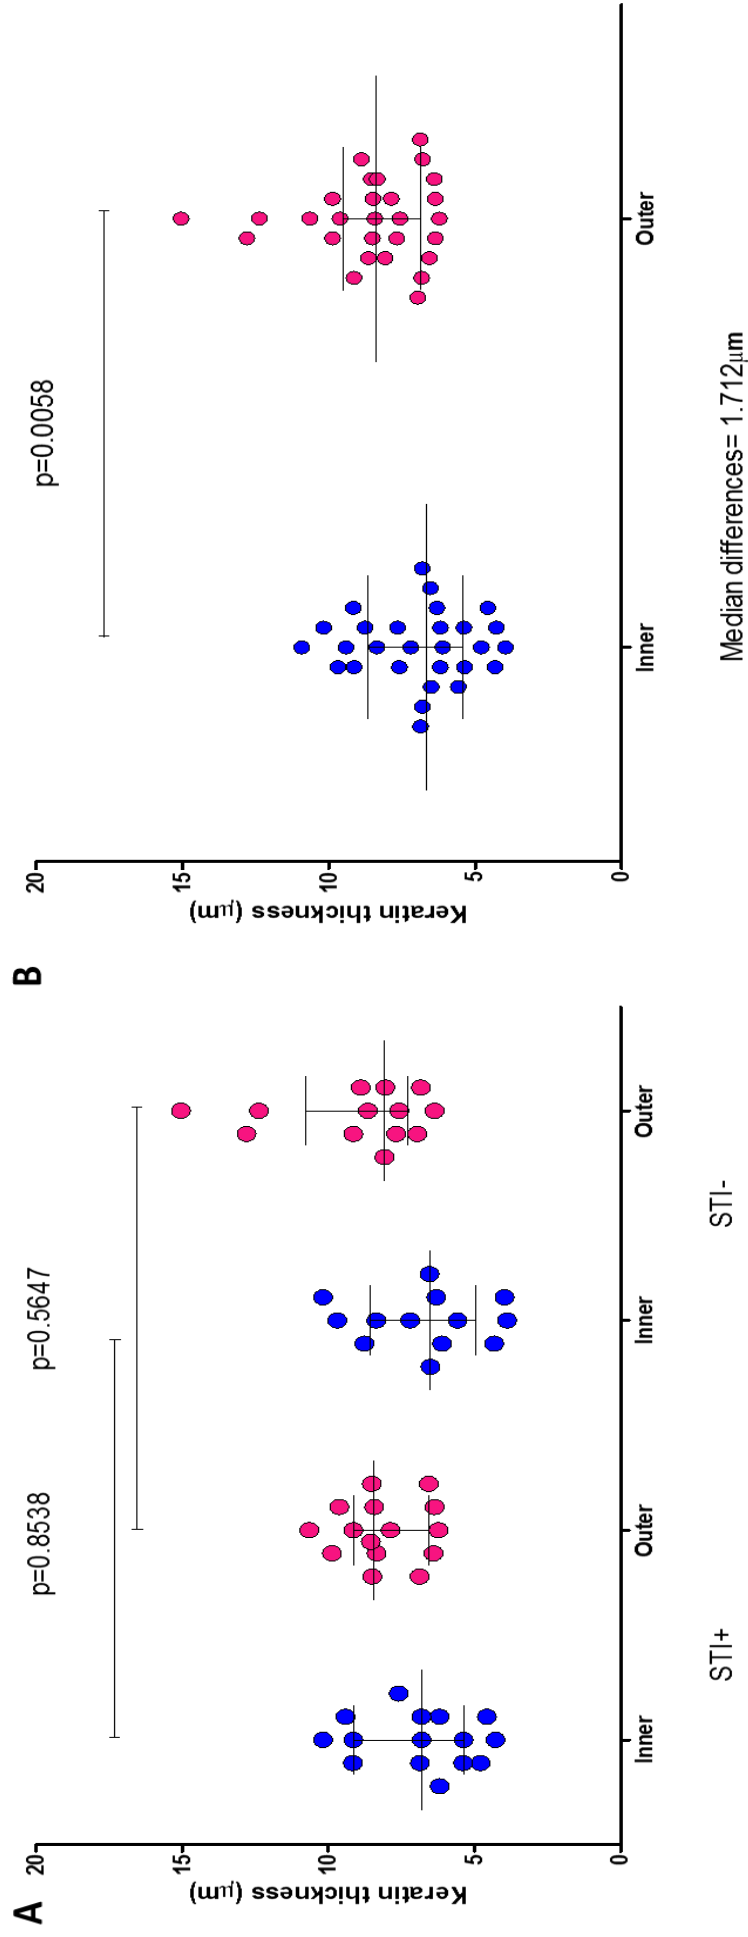 A
p=0.8538
p=0.5647
20
15
10
5
0
Keratin thickness (μm)
Inner
Outer
Inner
Outer
STI+
STI-
B
p=0.0058
20
15
10
5
0
Keratin thickness (μm)
Inner
Outer
Median differences= 1.712μm